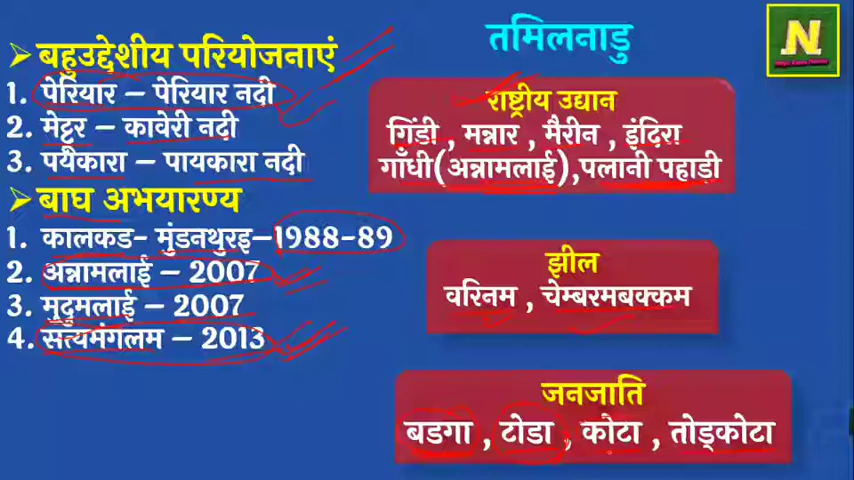 तमिलनाडु
N
➢ बहुउद्देशीय परियोजनाएं
1. पेरियार – पेरियार नदी
2. मेट्टर – कावेरी नदी
3. पयकारा – पायकारा नदी
➢ बाघ अभयारण्य
1. कालकड- मुंडनथुरइ–1988-89
2. अन्नामलाई – 2007
3. मुदुमलाई – 2007
4. सत्यमंगलम – 2013
राष्ट्रीय उद्यान
गिंडी , मन्नार , मैरीन , इंदिरा
गाँधी(अन्नामलाई),पलानी पहाड़ी
झील
वरिनम , चेम्बरमबक्कम
जनजाति
बडगा , टोडा , कोटा , तोड्कोटा